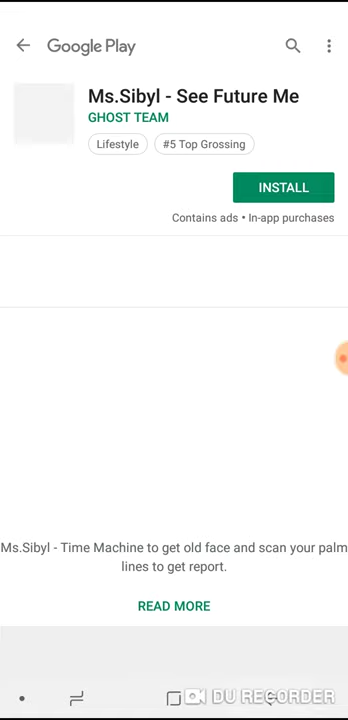 Google Play
Ms.Sibyl - See Future Me
GHOST TEAM
Lifestyle
#5 Top Grossing
INSTALL
Contains ads • In-app purchases
Ms.Sibyl - Time Machine to get old face and scan your palm
lines to get report.
READ MORE
DU RECORDER